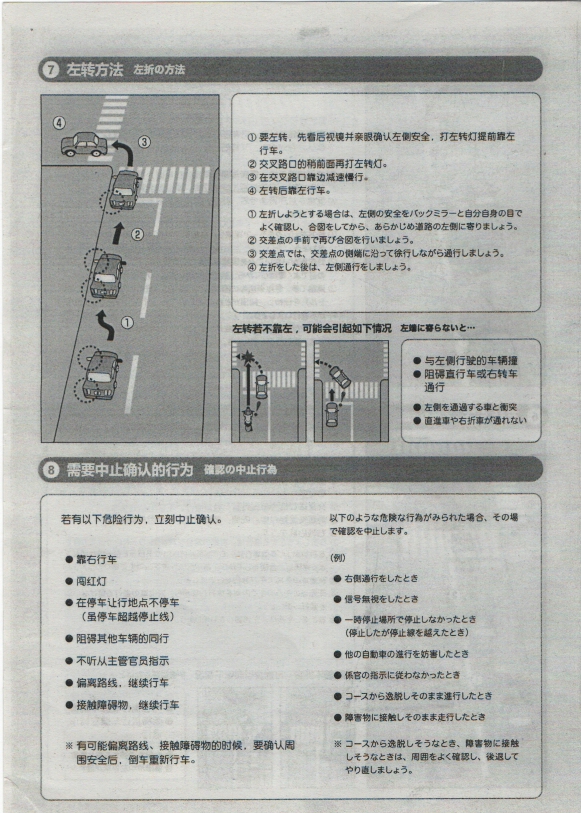 ⑦ 左转方法 左折の方法
④
③
②
①
① 要左转，先看后视镜并亲眼确认左侧安全，打左转灯提前靠左
行车。
② 交叉路口的稍前面再打左转灯。
③ 在交叉路口靠边减速慢行。
④ 左转后靠左行车。
① 左折しようとする場合は、左側の安全をバックミラーと自分自身の目で
よく確認し、合図をしてから、あらかじめ道路の左側に寄りましょう。
② 交差点の手前で再び合図を行いましょう。
③ 交差点では、交差点の側端に沿って徐行しながら通行しましょう。
④ 左折をした後は、左側通行をしましょう。
左转若不靠左，可能会引起如下情况 左端に寄らないと…
● 与左侧行驶的车辆撞
● 阻碍直行车或右转车
通行
● 左側を通過する車と衝突
● 直進車や右折車が通れない
⑧ 需要中止确认的行为 確認の中止行為
若有以下危险行为，立刻中止确认。
● 靠右行车
● 闯红灯
● 在停车让行地点不停车
（虽停车超越停止线）
● 阻碍其他车辆的同行
● 不听从主管官员指示
● 偏离路线，继续行车
● 接触障碍物，继续行车
※ 有可能偏离路线、接触障碍物的时候，要确认周
围安全后，倒车重新行车。
以下のような危険な行為がみられた場合、その場
で確認を中止します。
(例)
● 右側通行をしたとき
● 信号無視をしたとき
● 一時停止場所で停止しなかったとき
（停止したが停止線を越えたとき）
● 他の自動車の進行を妨害したとき
● 係官の指示に従わなかったとき
● コースから逸脱しそのまま進行したとき
● 障害物に接触しそのまま走行したとき
※ コースから逸脱しそうなとき、障害物に接触
しそうなときは、周囲をよく確認し、後退して
やり直しましょう。